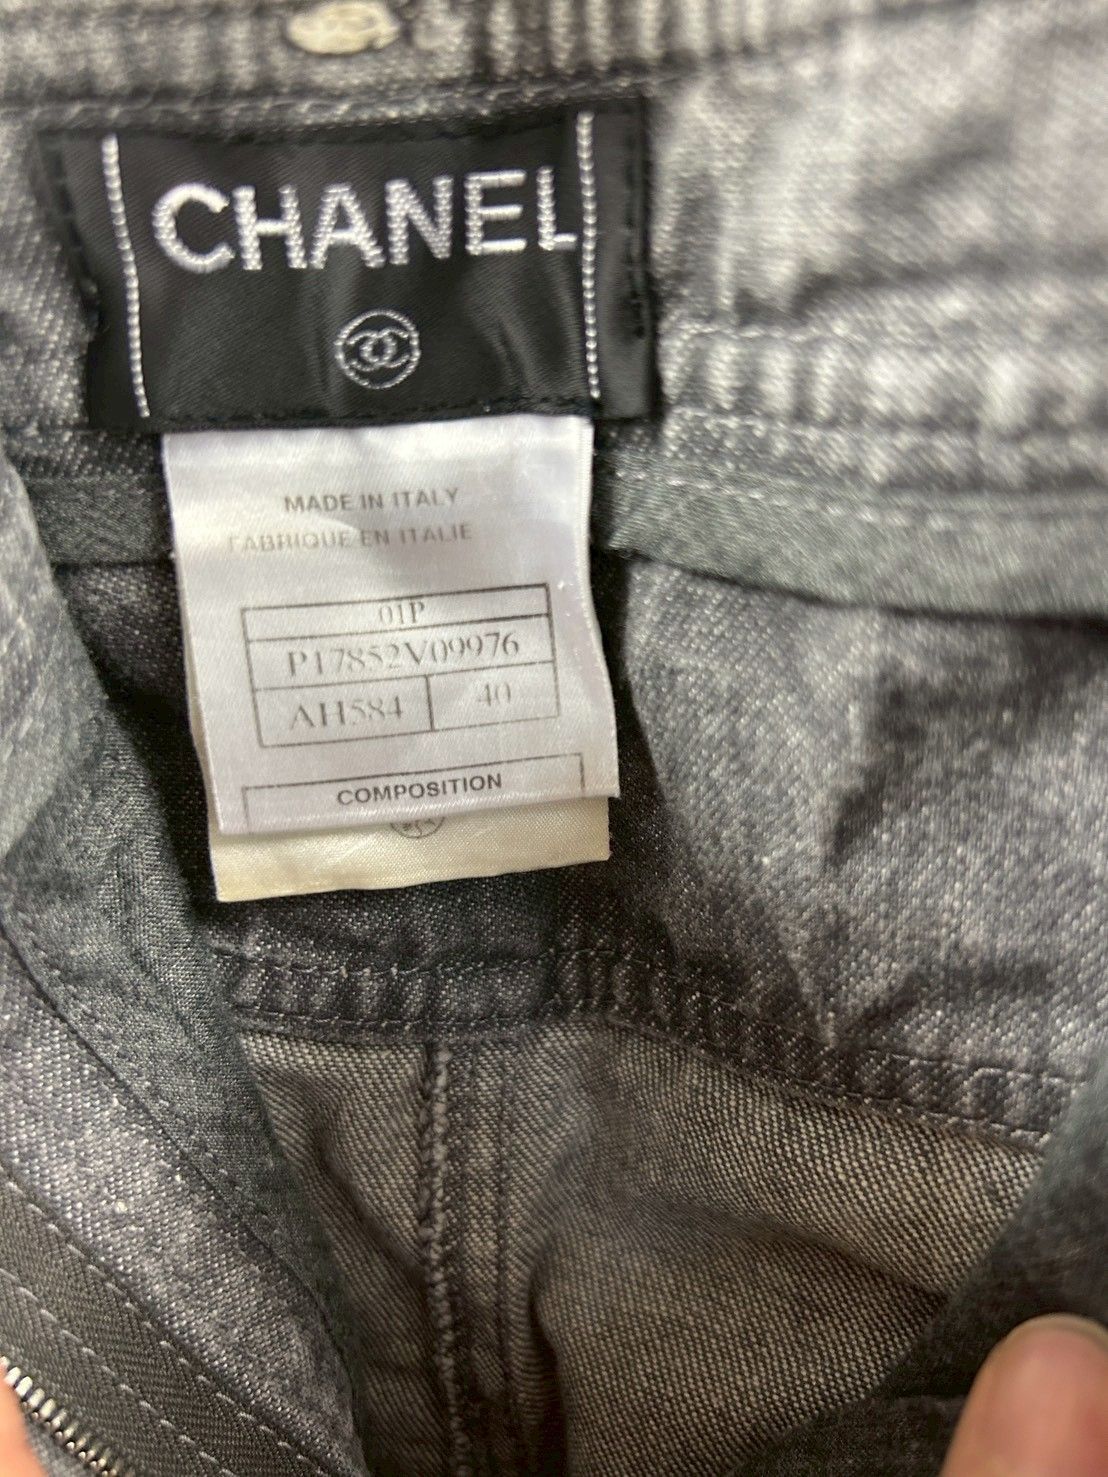 CHANEL
MADE IN ITALY
FABRIQUE EN ITALIE
01P
P17852V09976
AH584 40
COMPOSITION